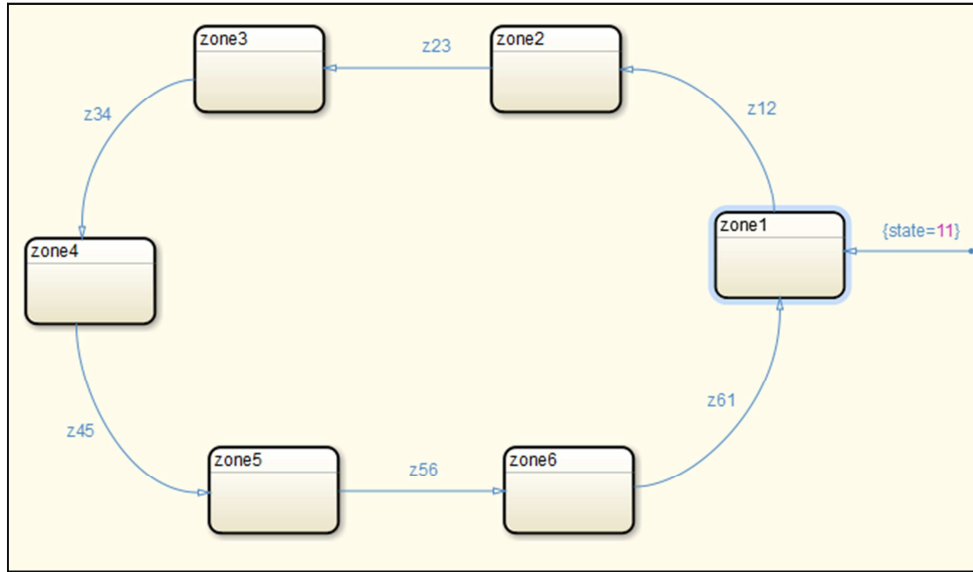 zone3
z23
zone2
z34
z12
zone4
zone1
{state=11}
z45
z61
zone5
z56
zone6